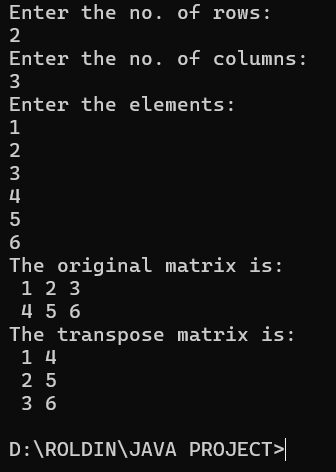 Enter the no. of rows:
2
Enter the no. of columns:
3
Enter the elements:
1
2
3
4
5
6
The original matrix is:
 1 2 3
 4 5 6
The transpose matrix is:
 1 4
 2 5
 3 6

D:\ROLDIN\JAVA PROJECT>